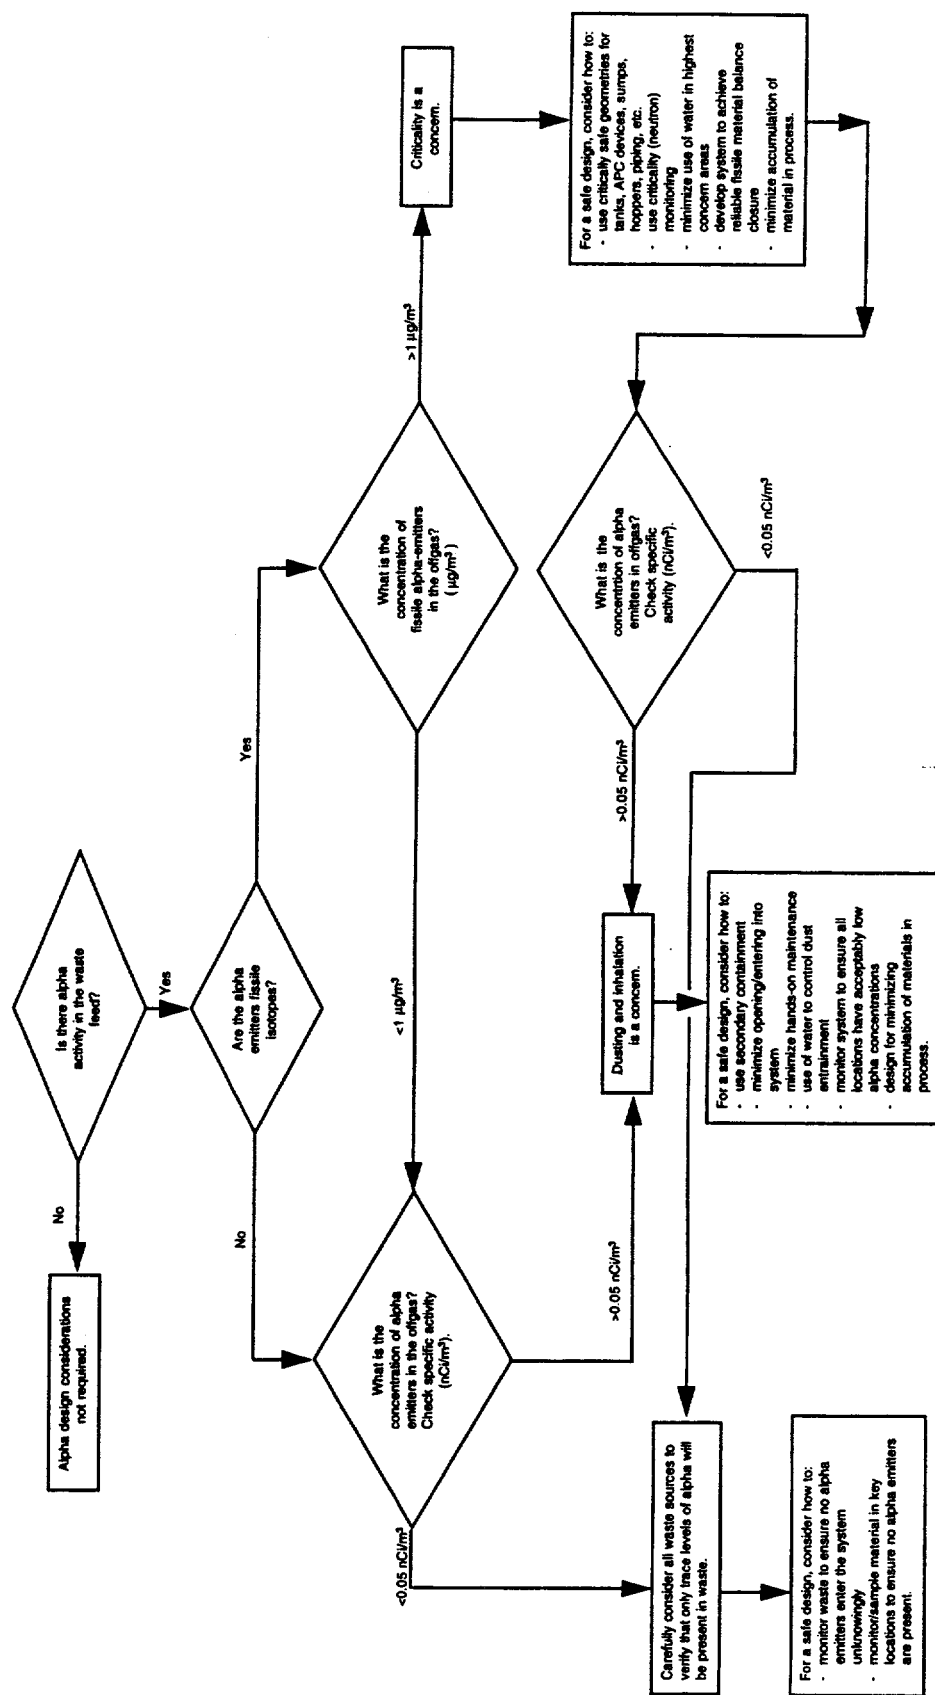 Is there alpha
activity in the waste
feed?
No
Yes
Alpha design considerations
not required.
Are the alpha
emitters fissile
isotopes?
No
Yes
What is the
concentration of
fissile alpha-emitters
in the offgas?
(µg/m³)
>1 µg/m³
<1 µg/m³
Criticality is a
concern.
For a safe design, consider how to:
- use critically safe geometries for
tanks, APC devices, sumps,
hoppers, piping, etc.
- use criticality (neutron)
monitoring
- minimize use of water in highest
concern areas
- develop system to achieve
reliable fissile material balance
closure
- minimize accumulation of
material in process.
What is the
concentration of alpha
emitters in the offgas?
Check specific activity
(nCi/m³).
<0.05 nCi/m³
>0.05 nCi/m³
What is the
concentrtion of alpha
emitters in offgas?
Check specific
activity (nCi/m³).
>0.05 nCi/m³
<0.05 nCi/m³
Dusting and inhalation
is a concern.
For a safe design, consider how to:
- use secondary containment
- minimize opening/entering into
system
- minimize hands-on maintenance
- use of water to control dust
entrainment
- monitor system to ensure all
locations have acceptably low
alpha concentrations
- design for minimizing
accumulation of materials in
process.
Carefully consider all waste sources to
verify that only trace levels of alpha will
be present in waste.
For a safe design, consider how to:
- monitor waste to ensure no alpha
emitters enter the system
unknowingly
- monitor/sample material in key
locations to ensure no alpha emitters
are present.